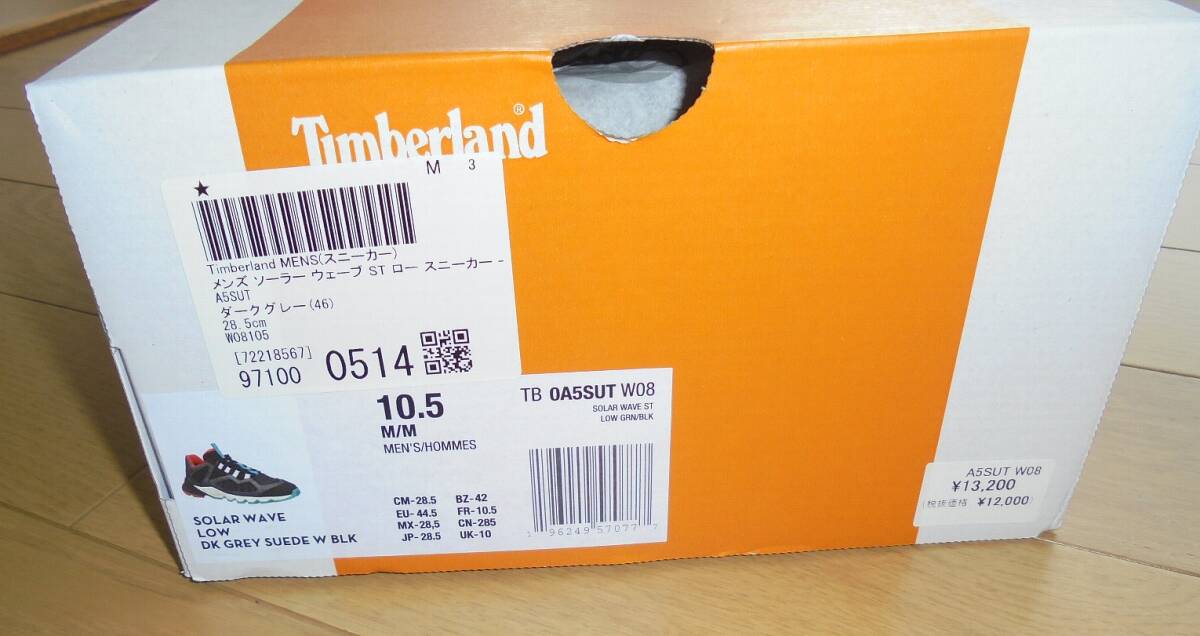 Timberland®
M 3
★
Timberland MENS(スニーカー)
メンズ ソーラー ウェーブ ST ロー スニーカー -
A5SUT
ダークグレー(46)
28.5cm
W08105
[72218567]
97100 0514
10.5
M/M
MEN'S/HOMMES
TB 0A5SUT W08
SOLAR WAVE ST
LOW GRN/BLK
CM-28.5 BZ-42
EU-44.5 FR-10.5
MX-28,5 CN-285
JP-28.5 UK-10
1 96249 57077 7
SOLAR WAVE
LOW
DK GREY SUEDE W BLK
A5SUT W08
¥13,200
(税抜価格 ¥12,000)